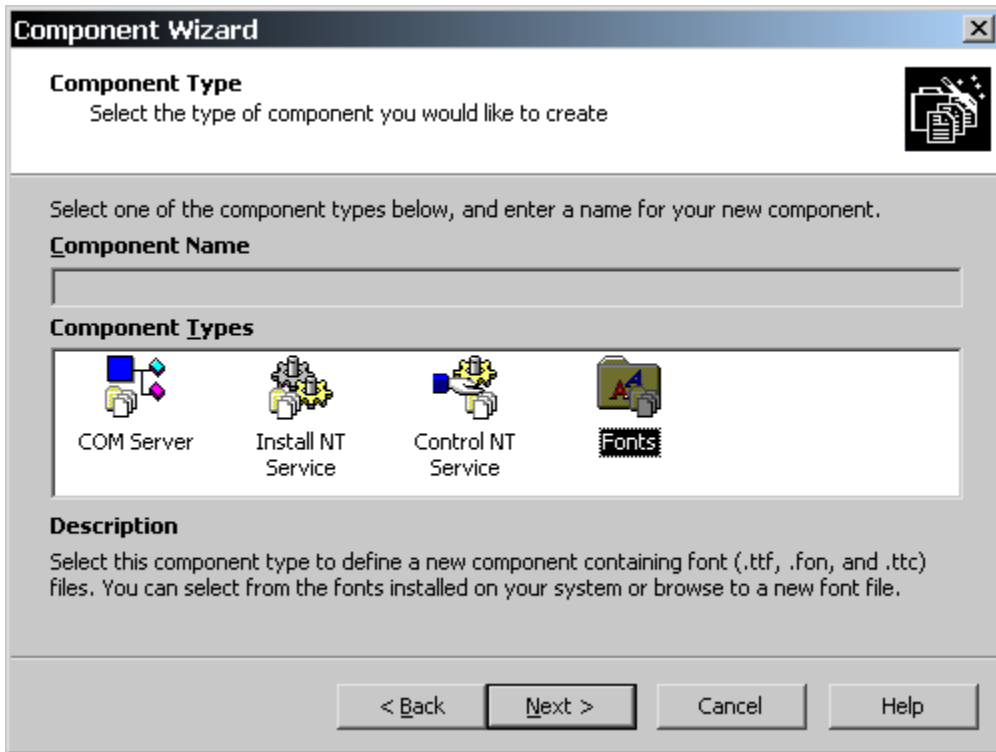 Component Wizard
Component Type
Select the type of component you would like to create
Select one of the component types below, and enter a name for your new component.
Component Name
Component Types
COM Server
Install NT
Service
Control NT
Service
Fonts
Description
Select this component type to define a new component containing font (.ttf, .fon, and .ttc)
files. You can select from the fonts installed on your system or browse to a new font file.
< Back
Next >
Cancel
Help